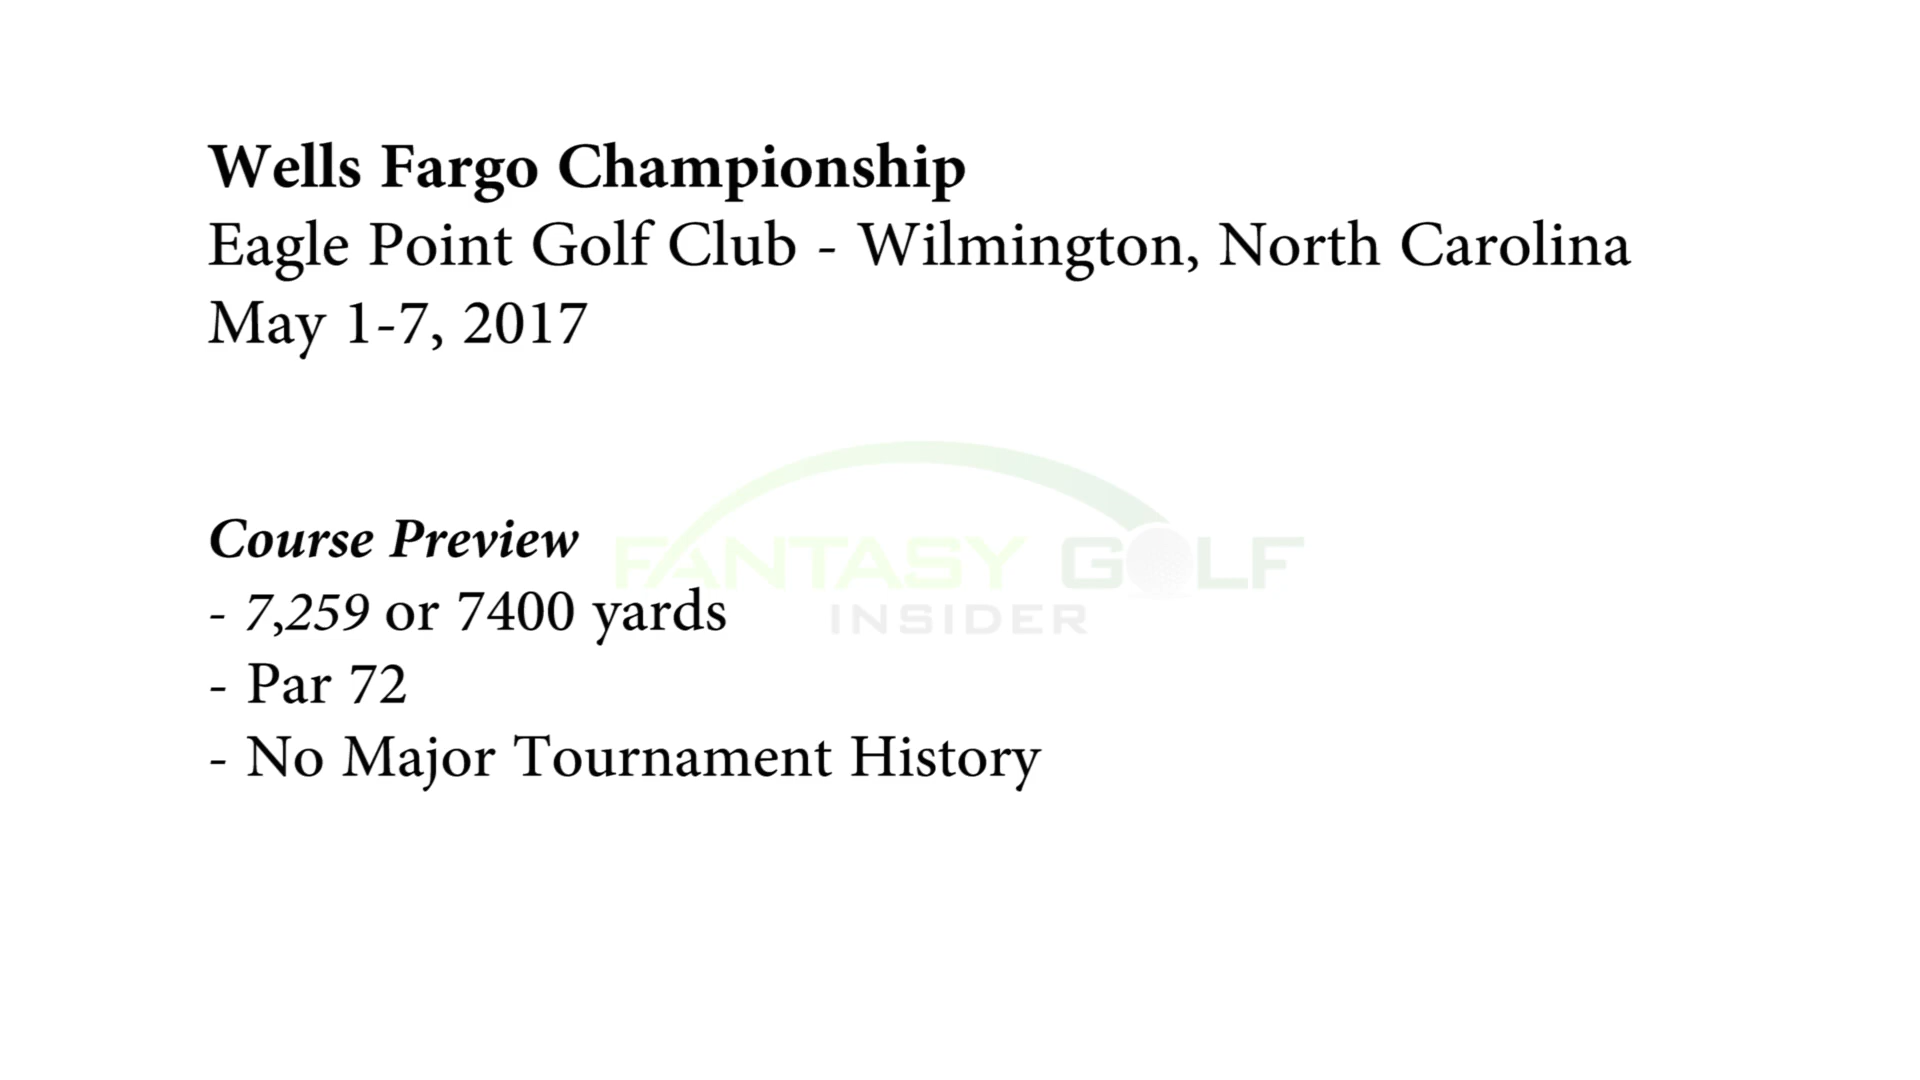 Wells Fargo Championship
Eagle Point Golf Club - Wilmington, North Carolina
May 1-7, 2017
Course Preview
FANTASY GOLF
- 7,259 or 7400 yards
INSIDER
- Par 72
- No Major Tournament History